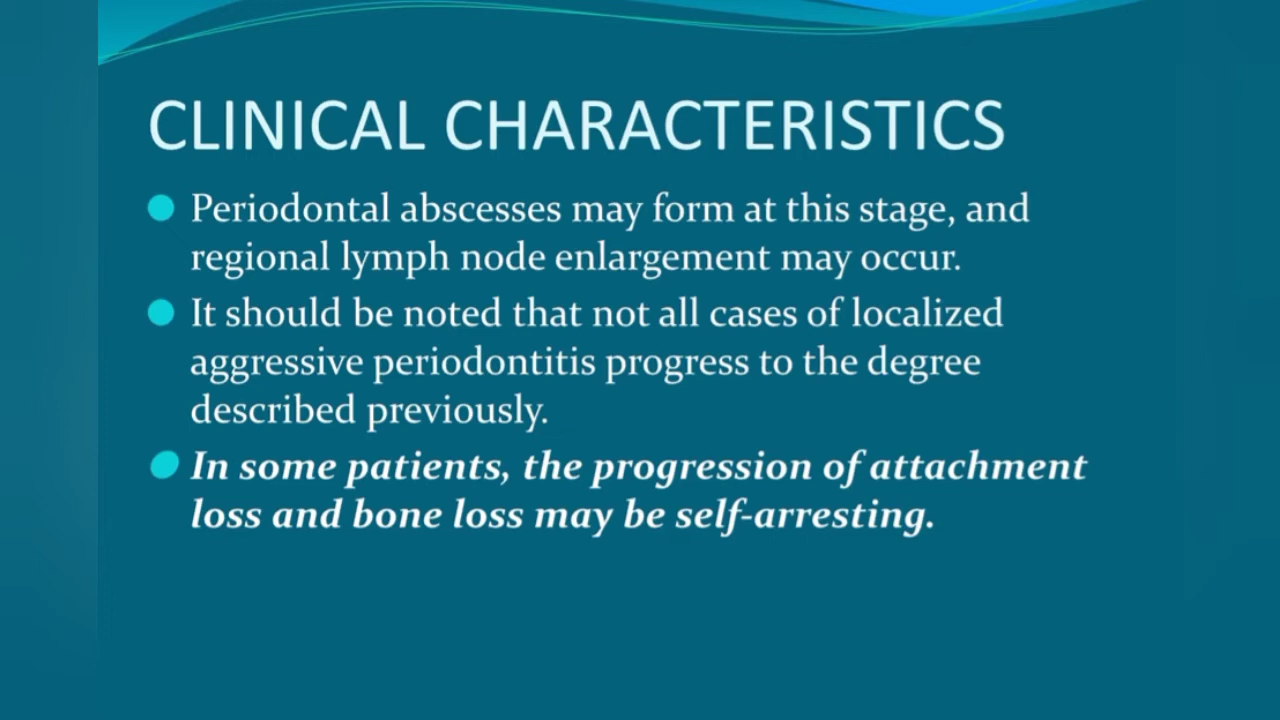 CLINICAL CHARACTERISTICS
Periodontal abscesses may form at this stage, and
regional lymph node enlargement may occur.
It should be noted that not all cases of localized
aggressive periodontitis progress to the degree
described previously.
In some patients, the progression of attachment
loss and bone loss may be self-arresting.